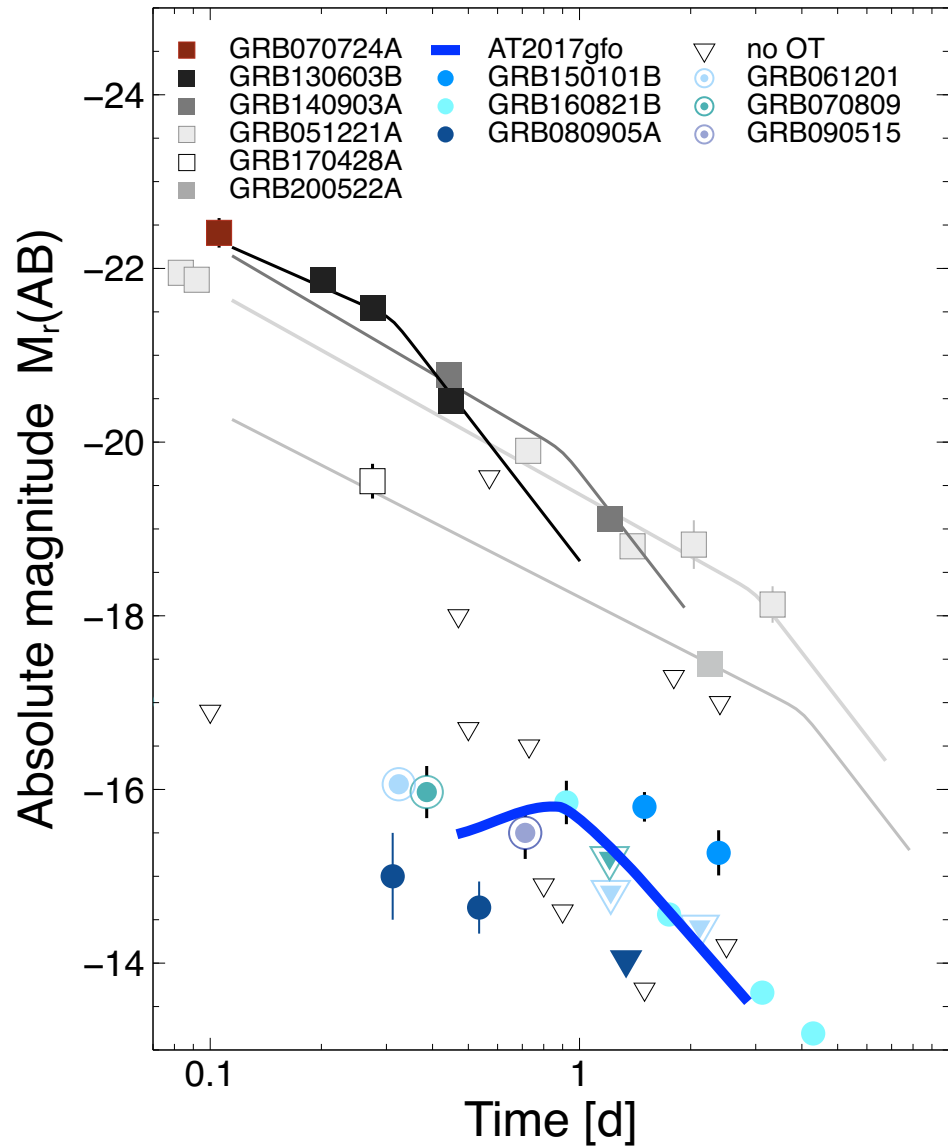 GRB070724A AT2017gfo no OT
GRB130603B GRB150101B GRB061201
GRB140903A GRB160821B GRB070809
GRB051221A GRB080905A GRB090515
GRB170428A
GRB200522A
−24
−22
−20
−18
−16
−14
Absolute magnitude Mᵣ(AB)
0.1 1
Time [d]